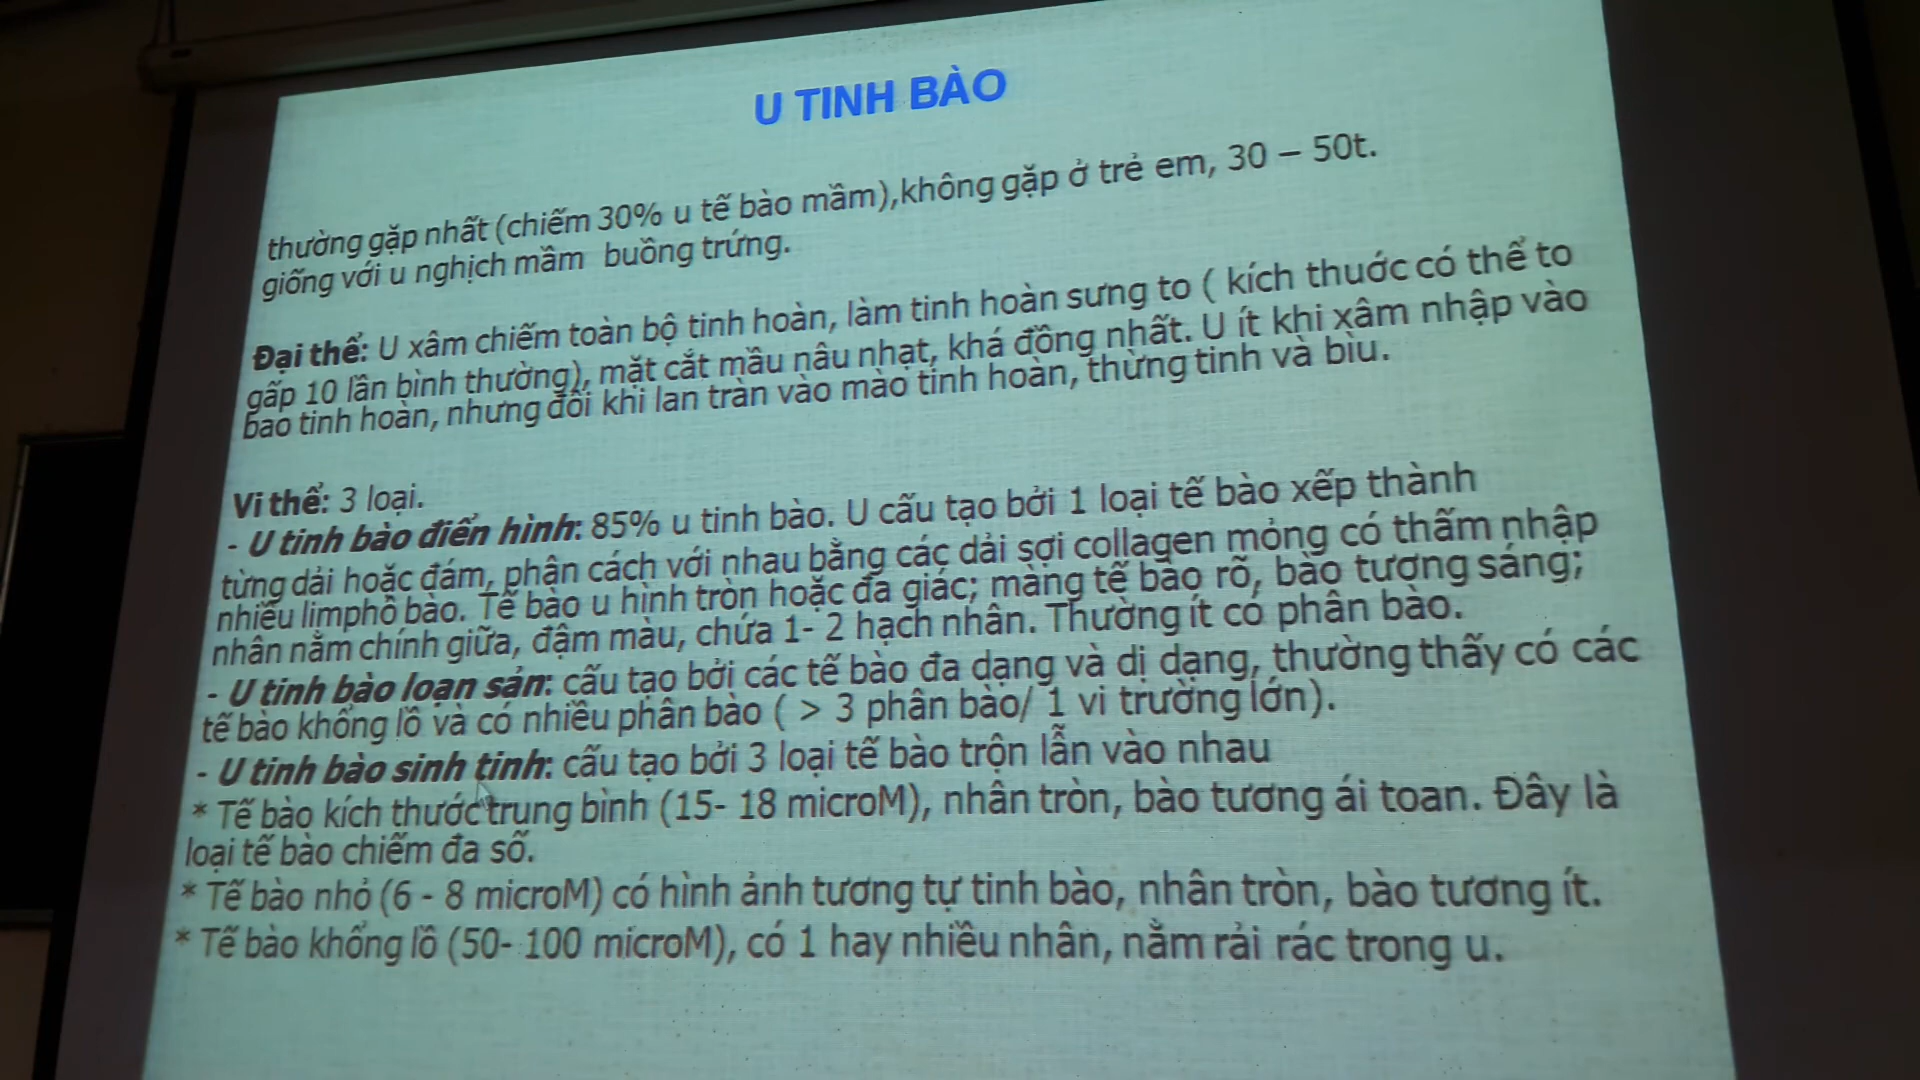 U TINH BÀO
thường gặp nhất (chiếm 30% u tế bào mầm),không gặp ở trẻ em, 30 – 50t.
giống với u nghịch mầm buồng trứng.
Đại thể: U xâm chiếm toàn bộ tinh hoàn, làm tinh hoàn sưng to ( kích thuớc có thể to
gấp 10 lần bình thường), mặt cắt mầu nâu nhạt, khá đồng nhất. U ít khi xâm nhập vào
bao tinh hoàn, nhưng đôi khi lan tràn vào mào tinh hoàn, thừng tinh và bìu.
Vi thể: 3 loại.
- U tinh bào điển hình: 85% u tinh bào. U cấu tạo bởi 1 loại tế bào xếp thành
từng dải hoặc đám, phân cách với nhau bằng các dải sợi collagen mỏng có thấm nhập
nhiều limphô bào. Tế bào u hình tròn hoặc đa giác; màng tế bào rõ, bào tương sáng;
nhân nằm chính giữa, đậm màu, chứa 1- 2 hạch nhân. Thường ít có phân bào.
- U tinh bào loạn sản: cấu tạo bởi các tế bào đa dạng và dị dạng, thường thấy có các
tế bào khổng lồ và có nhiều phân bào ( > 3 phân bào/ 1 vi trường lớn).
- U tinh bào sinh tinh: cấu tạo bởi 3 loại tế bào trộn lẫn vào nhau
* Tế bào kích thước trung bình (15- 18 microM), nhân tròn, bào tương ái toan. Đây là
loại tế bào chiếm đa số.
* Tế bào nhỏ (6 - 8 microM) có hình ảnh tương tự tinh bào, nhân tròn, bào tương ít.
* Tế bào khổng lồ (50- 100 microM), có 1 hay nhiều nhân, nằm rải rác trong u.